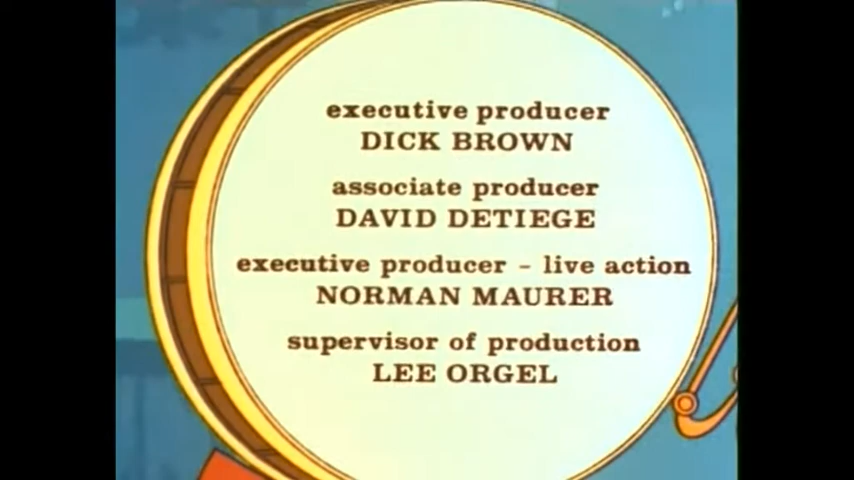 executive producer
DICK BROWN
associate producer
DAVID DETIEGE
executive producer – live action
NORMAN MAURER
supervisor of production
LEE ORGEL